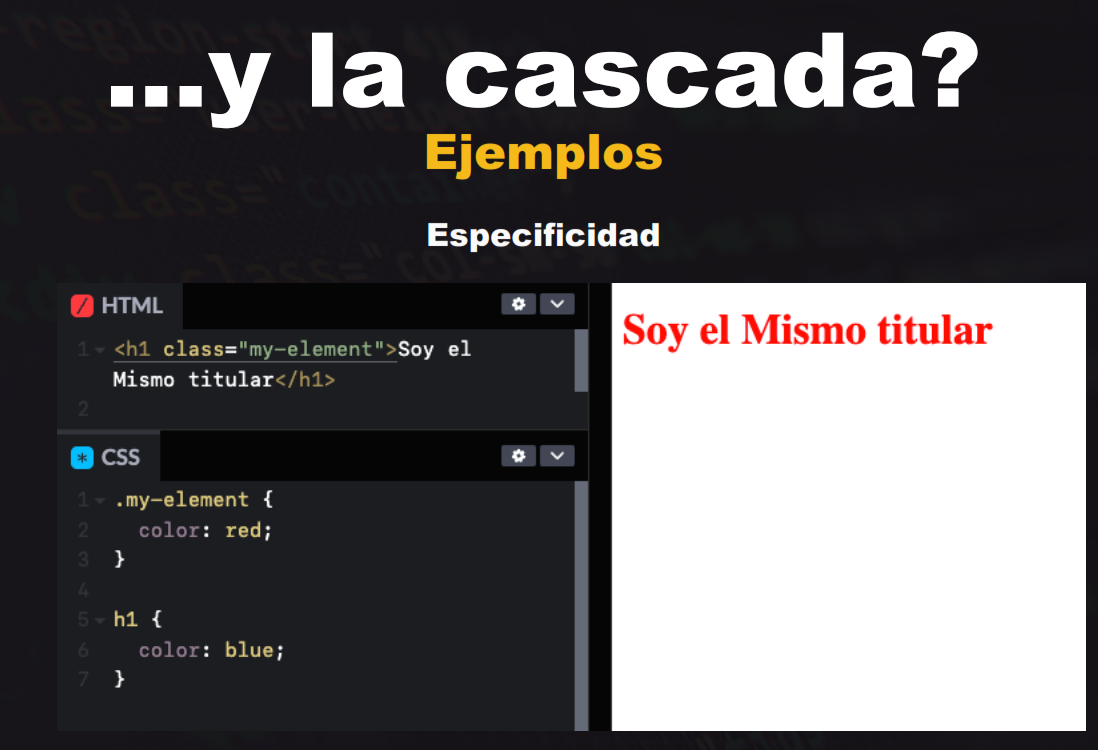 ...y la cascada?
Ejemplos
Especificidad
HTML
1 <h1 class="my-element">Soy el
Mismo titular</h1>
2
Soy el Mismo titular
CSS
1 .my-element {
2 color: red;
3 }
4
5 h1 {
6 color: blue;
7 }